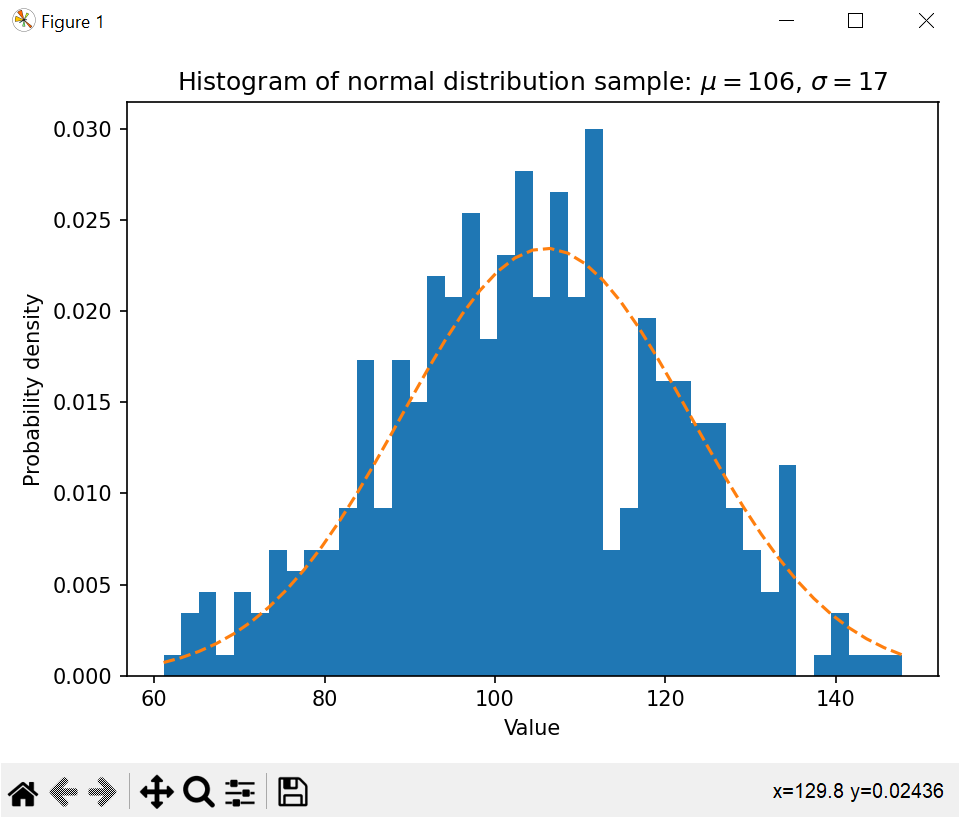 Figure 1
Histogram of normal distribution sample: μ = 106, σ = 17
0.030
0.025
0.020
0.015
0.010
0.005
0.000
Probability density
60 80 100 120 140
Value
x=129.8 y=0.02436